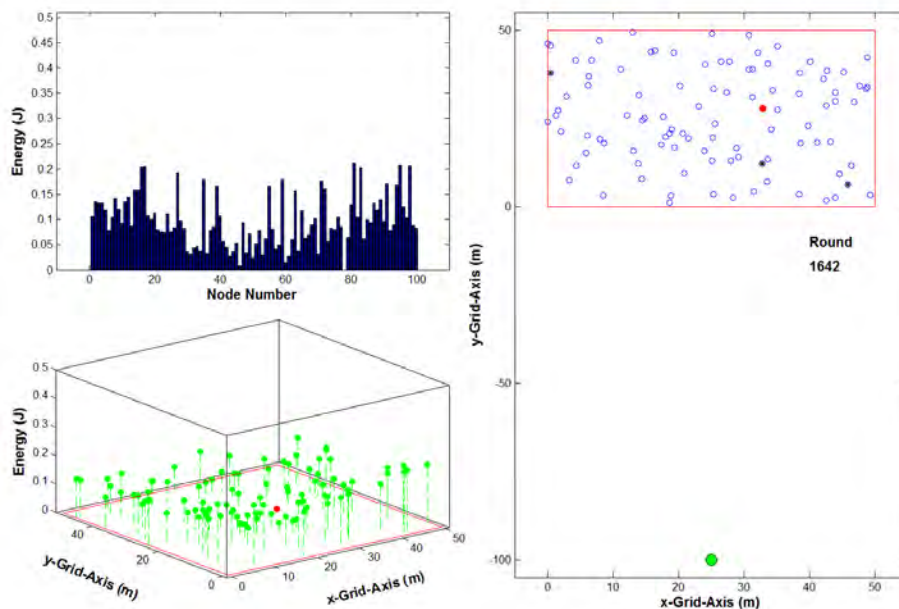 0.5
0.45
0.4
0.35
0.3
0.25
0.2
0.15
0.1
0.05
0
Energy (J)
0 20 40 60 80 100
Node Number
0.5
0.4
0.3
0.2
0.1
0
Energy (J)
40
20
0
y-Grid-Axis (m)
0 10 20 30 40 50
x-Grid-Axis (m)
50
0
-50
-100
y-Grid-Axis (m)
Round
1642
0 10 20 30 40 50
x-Grid-Axis (m)